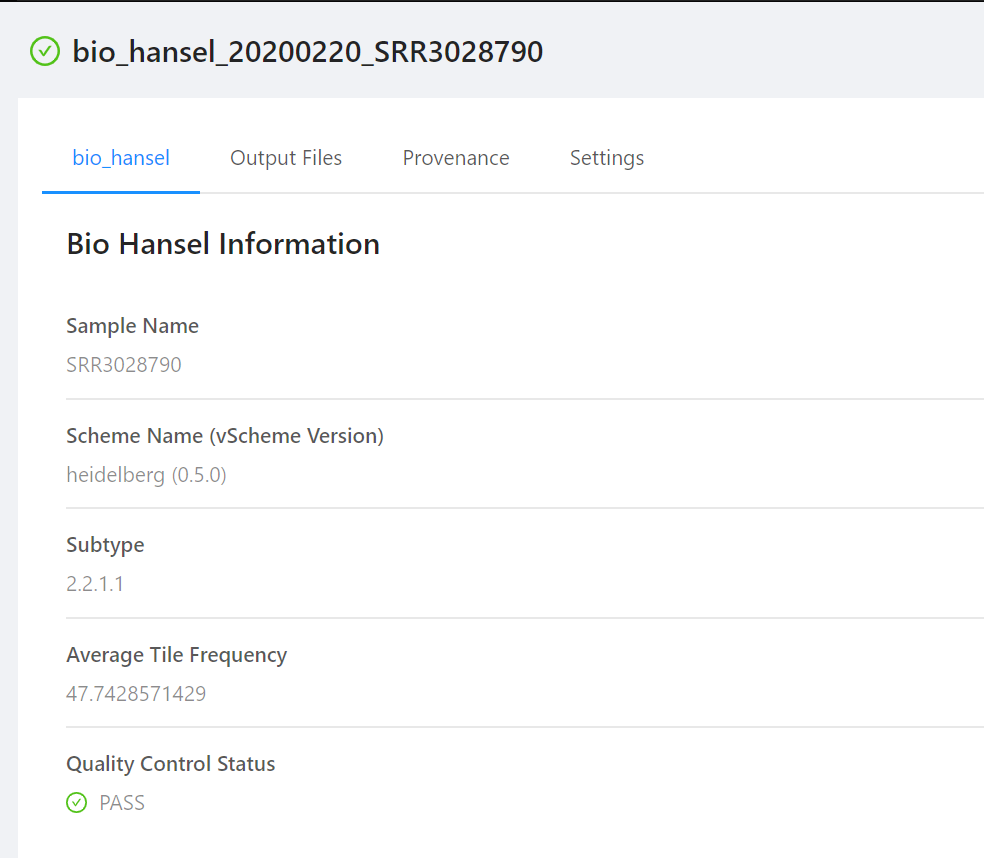 bio_hansel_20200220_SRR3028790
bio_hansel Output Files Provenance Settings
Bio Hansel Information
Sample Name
SRR3028790
Scheme Name (vScheme Version)
heidelberg (0.5.0)
Subtype
2.2.1.1
Average Tile Frequency
47.7428571429
Quality Control Status
PASS